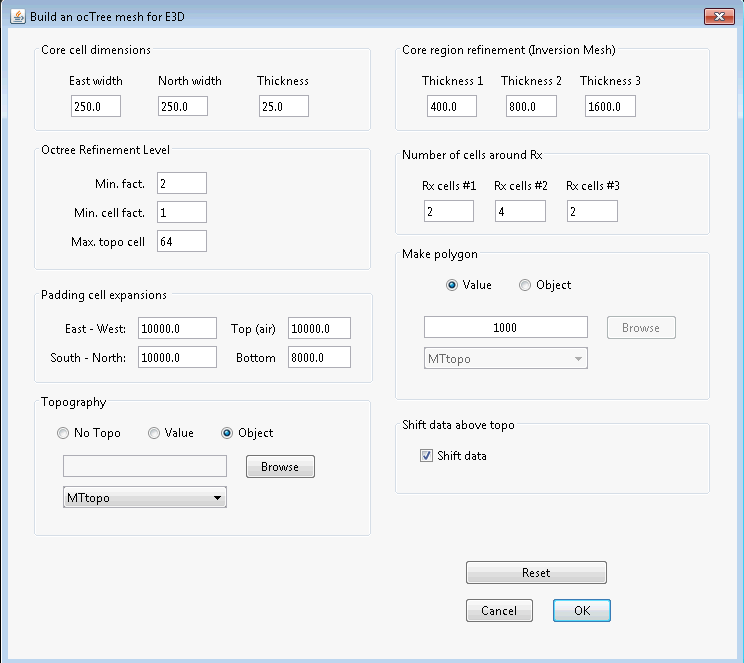 Build an ocTree mesh for E3D
Core cell dimensions
East width North width Thickness
250.0 250.0 25.0
Octree Refinement Level
Min. fact. 2
Min. cell fact. 1
Max. topo cell 64
Padding cell expansions
East - West: 10000.0 Top (air) 10000.0
South - North: 10000.0 Bottom 8000.0
Topography
No Topo Value Object
Browse
MTtopo
Core region refinement (Inversion Mesh)
Thickness 1 Thickness 2 Thickness 3
400.0 800.0 1600.0
Number of cells around Rx
Rx cells #1 Rx cells #2 Rx cells #3
2 4 2
Make polygon
Value Object
1000 Browse
MTtopo
Shift data above topo
Shift data
Reset
Cancel OK